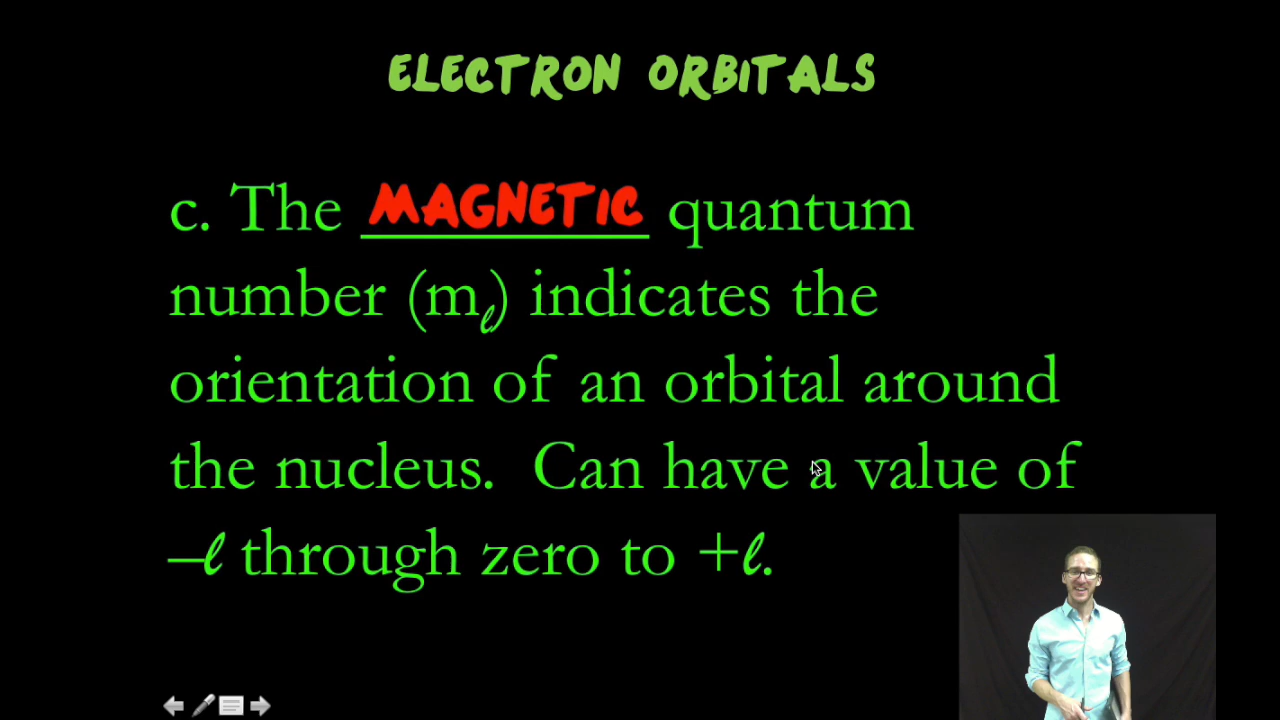 ELECTRON ORBITALS
c. The MAGNETIC quantum
number (mℓ) indicates the
orientation of an orbital around
the nucleus. Can have a value of
–ℓ through zero to +ℓ.